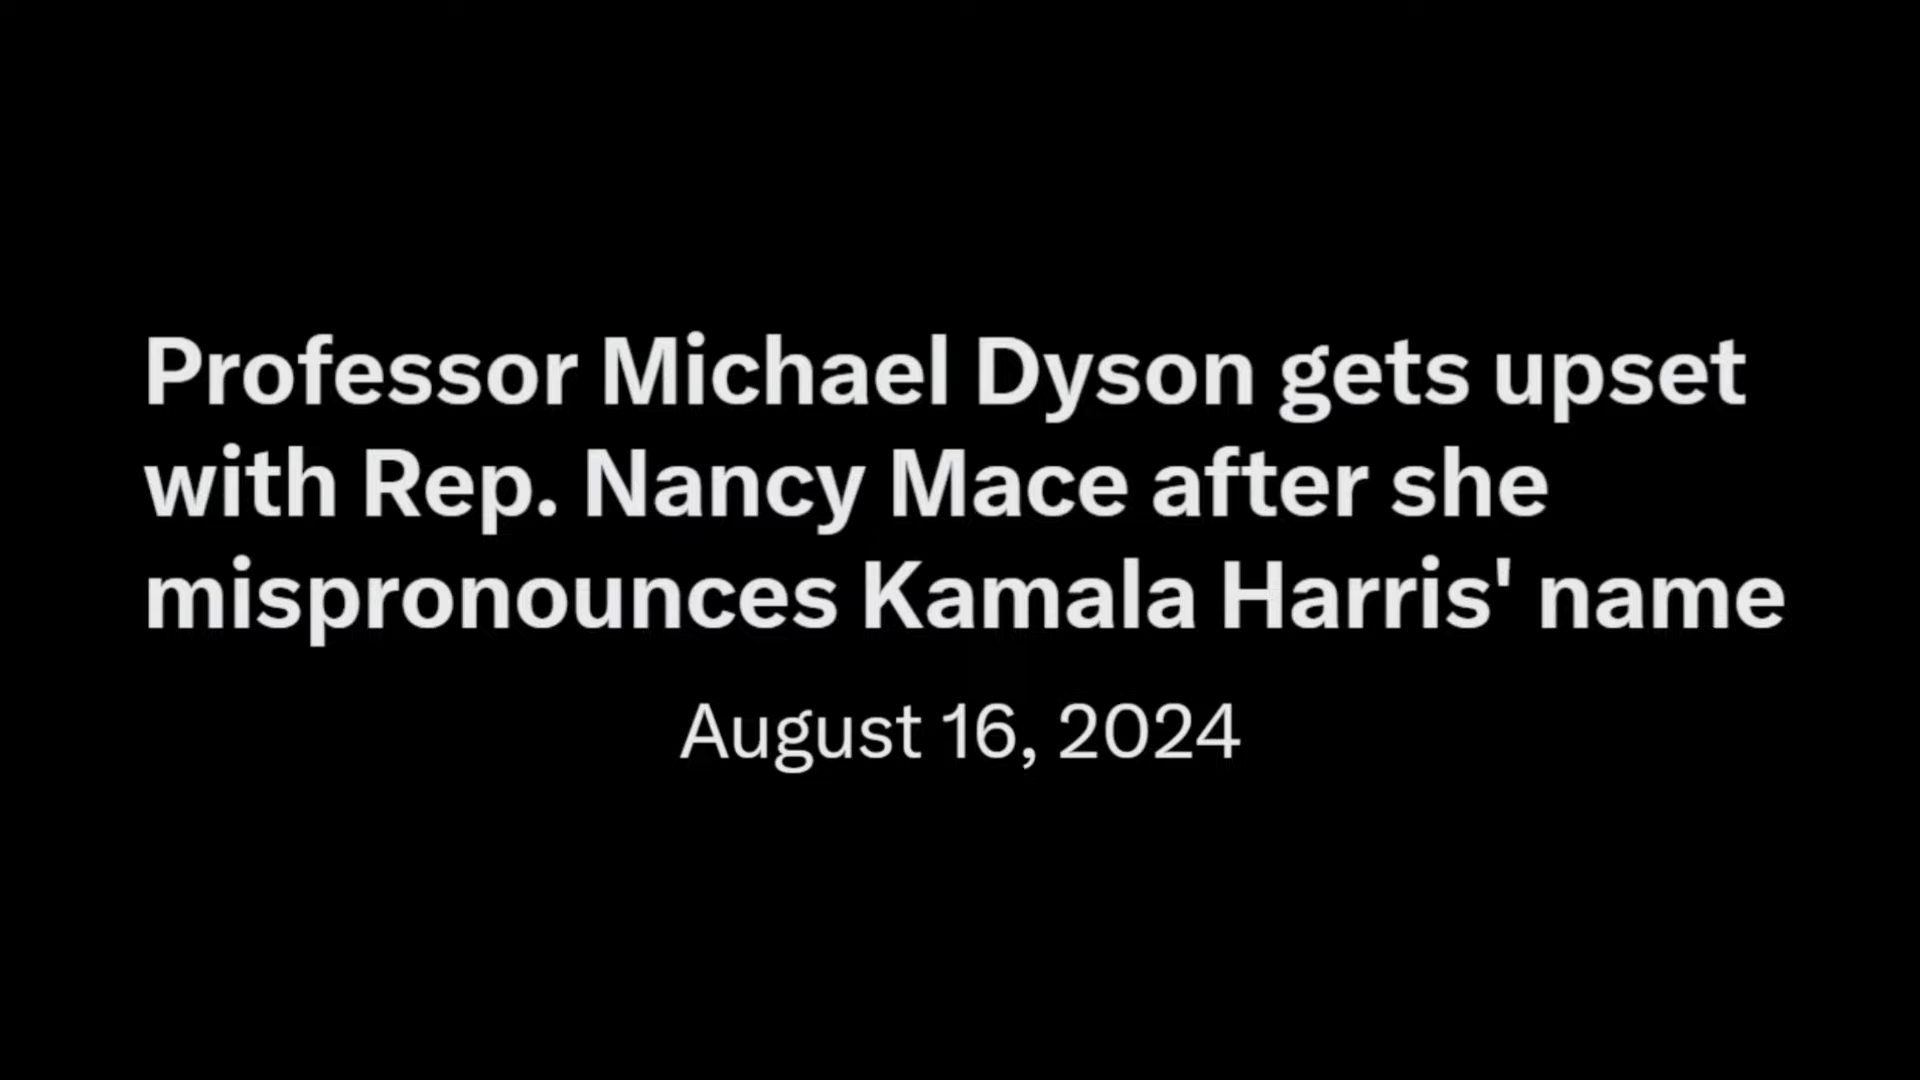 Professor Michael Dyson gets upset
with Rep. Nancy Mace after she
mispronounces Kamala Harris' name
August 16, 2024